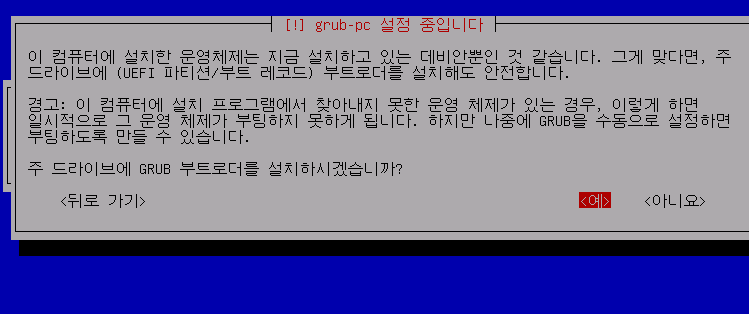 [!] grub-pc 설정 중입니다
이 컴퓨터에 설치한 운영체제는 지금 설치하고 있는 데비안뿐인 것 같습니다. 그게 맞다면, 주
드라이브에 (UEFI 파티션/부트 레코드) 부트로더를 설치해도 안전합니다.
경고: 이 컴퓨터에 설치 프로그램에서 찾아내지 못한 운영 체제가 있는 경우, 이렇게 하면
일시적으로 그 운영 체제가 부팅하지 못하게 됩니다. 하지만 나중에 GRUB을 수동으로 설정하면
부팅하도록 만들 수 있습니다.
주 드라이브에 GRUB 부트로더를 설치하시겠습니까?
<뒤로 가기> <예> <아니요>